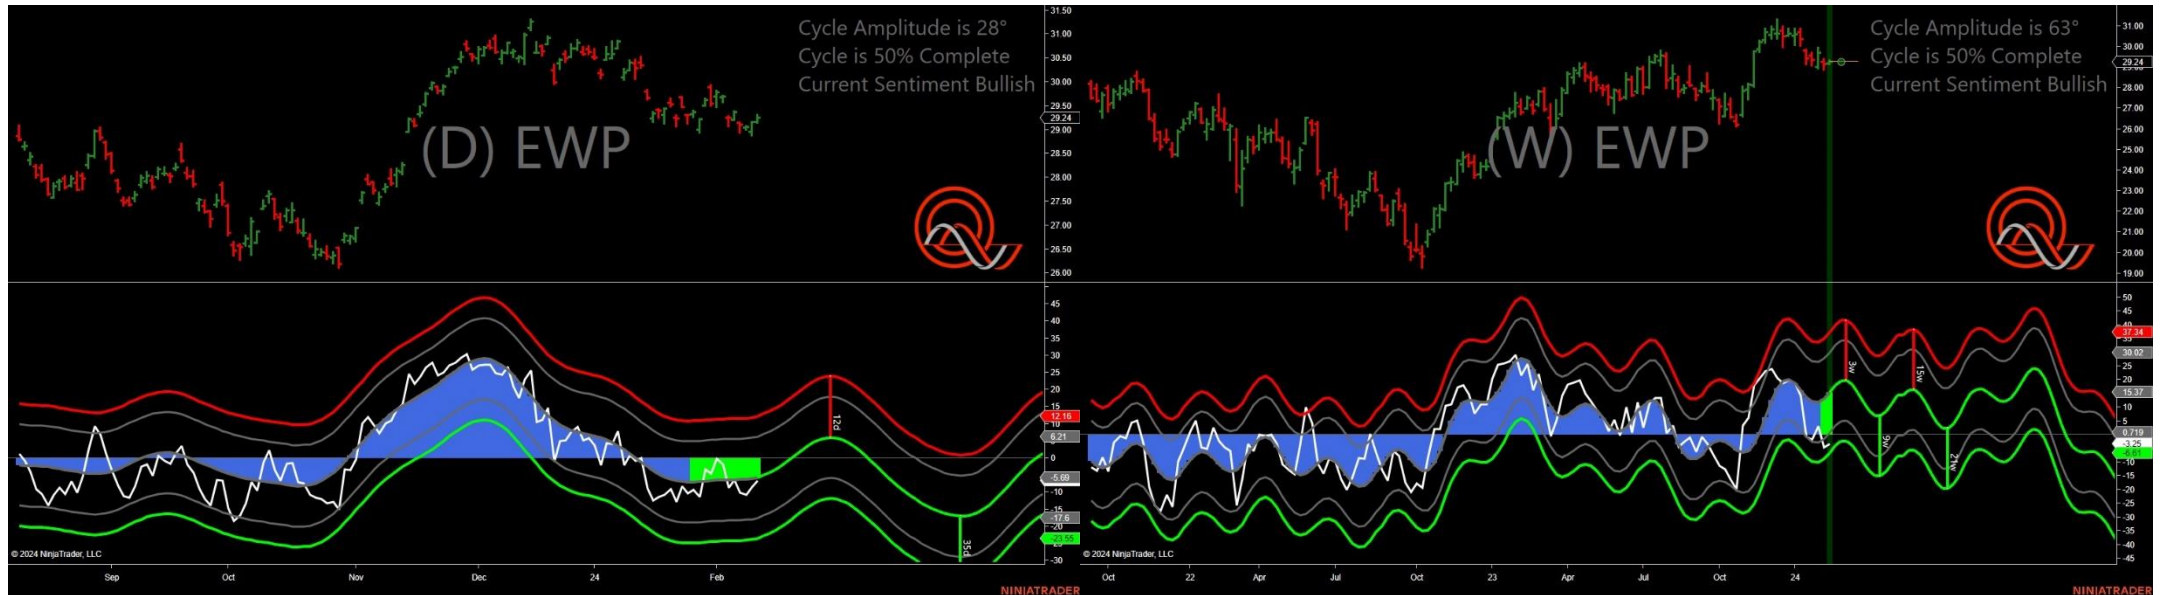 Cycle Amplitude is 28°
Cycle is 50% Complete
Current Sentiment Bullish
(D) EWP
31.50
31.00
30.50
30.00
29.50
29.24
29.00
28.50
28.00
27.50
27.00
26.50
26.00
45
40
35
30
25
20
15
12.16
6.21
0
-5.69
-10
-15
-17.6
-23.55
-30
12d
35d
© 2024 NinjaTrader, LLC
Sep
Oct
Nov
Dec
24
Feb
NINJATRADER
Cycle Amplitude is 63°
Cycle is 50% Complete
Current Sentiment Bullish
(W) EWP
31.00
30.00
29.24
28.00
27.00
26.00
25.00
24.00
23.00
22.00
21.00
20.00
19.00
50
45
40
37.34
30.02
25
20
15.37
10
5
0.719
-3.25
-6.61
-10
-15
-20
-25
-30
-35
-40
-45
3w
9w
15w
21w
© 2024 NinjaTrader, LLC
Oct
22
Apr
Jul
Oct
23
Apr
Jul
Oct
24
NINJATRADER